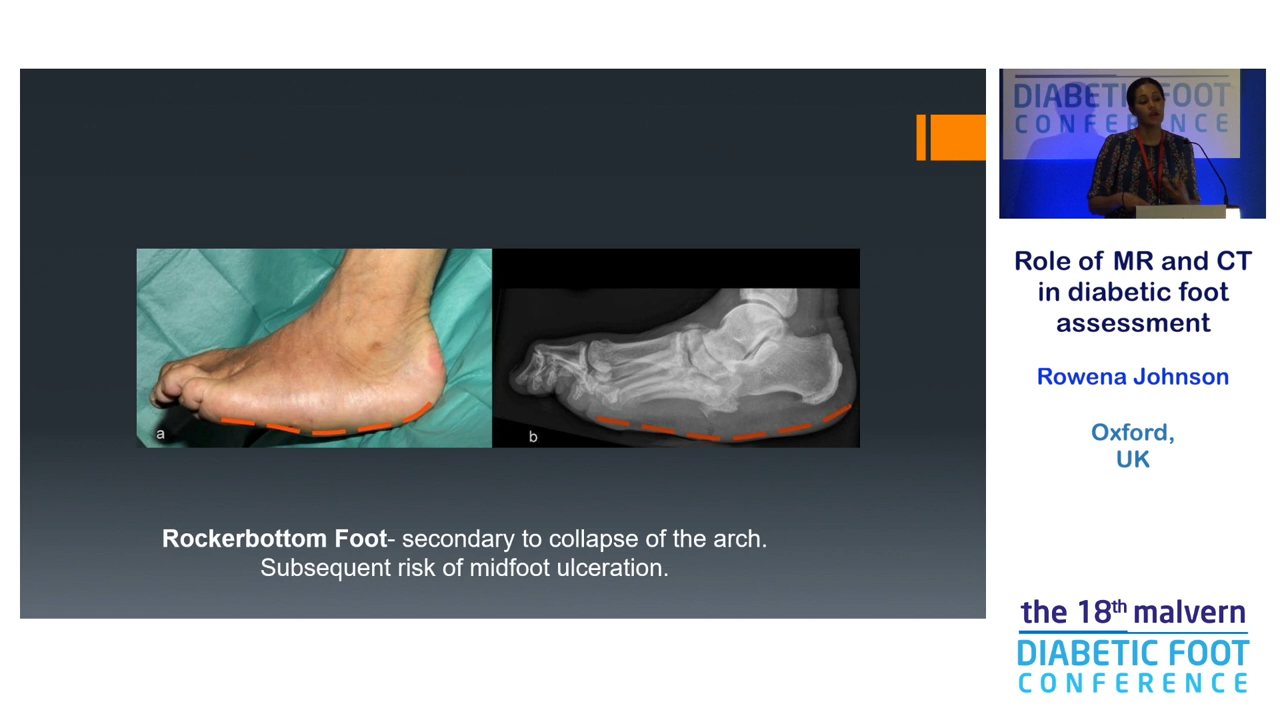 a
b
Rockerbottom Foot- secondary to collapse of the arch.
Subsequent risk of midfoot ulceration.
DIABETIC FOOT
CONFERENCE
Role of MR and CT
in diabetic foot
assessment
Rowena Johnson
Oxford,
UK
the 18th malvern
DIABETIC FOOT
CONFERENCE